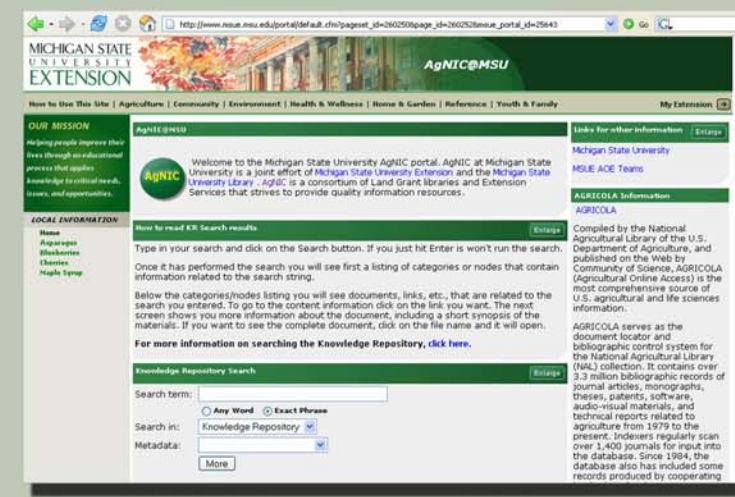 http://www.msue.msu.edu/portal/default.cfm?pageset_id=260250&page_id=260252&msue_portal_id=25643
Go
MICHIGAN STATE
UNIVERSITY
EXTENSION
AgNIC@MSU
How to Use This Site | Agriculture | Community | Environment | Health & Wellness | Home & Garden | Reference | Youth & Family
My Extension
OUR MISSION
Helping people improve their
lives through an educational
process that applies
knowledge to critical needs,
issues, and opportunities.
LOCAL INFORMATION
Home
Asparagus
Blueberries
Cherries
Maple Syrup
AgNIC@MSU
AgNIC
Welcome to the Michigan State University AgNIC portal. AgNIC at Michigan State
University is a joint effort of Michigan State University Extension and the Michigan State
University Library . AgNIC is a consortium of Land Grant libraries and Extension
Services that strives to provide quality information resources.
How to read KR Search results
Enlarge
Type in your search and click on the Search button. If you just hit Enter is won't run the search.
Once it has performed the search you will see first a listing of categories or nodes that contain
information related to the search string.
Below the categories/nodes listing you will see documents, links, etc., that are related to the
search you entered. To go to the content information click on the link you want. The next
screen shows you more information about the document, including a short synopsis of the
materials. If you want to see the complete document, click on the file name and it will open.
For more information on searching the Knowledge Repository, click here.
Knowledge Repository Search
Enlarge
Search term:
Any Word Exact Phrase
Search in: Knowledge Repository
Metadata:
More
Links for other information
Enlarge
Michigan State University
MSUE AOE Teams
AGRICOLA Information
AGRICOLA
Compiled by the National
Agricultural Library of the U.S.
Department of Agriculture, and
published on the Web by
Community of Science, AGRICOLA
(Agricultural Online Access) is the
most comprehensive source of
U.S. agricultural and life sciences
information.
AGRICOLA serves as the
document locator and
bibliographic control system for
the National Agricultural Library
(NAL) collection. It contains over
3.3 million bibliographic records of
journal articles, monographs,
theses, patents, software,
audio-visual materials, and
technical reports related to
agriculture from 1979 to the
present. Indexers regularly scan
over 1,400 journals for input into
the database. Since 1984, the
database also has included some
records produced by cooperating